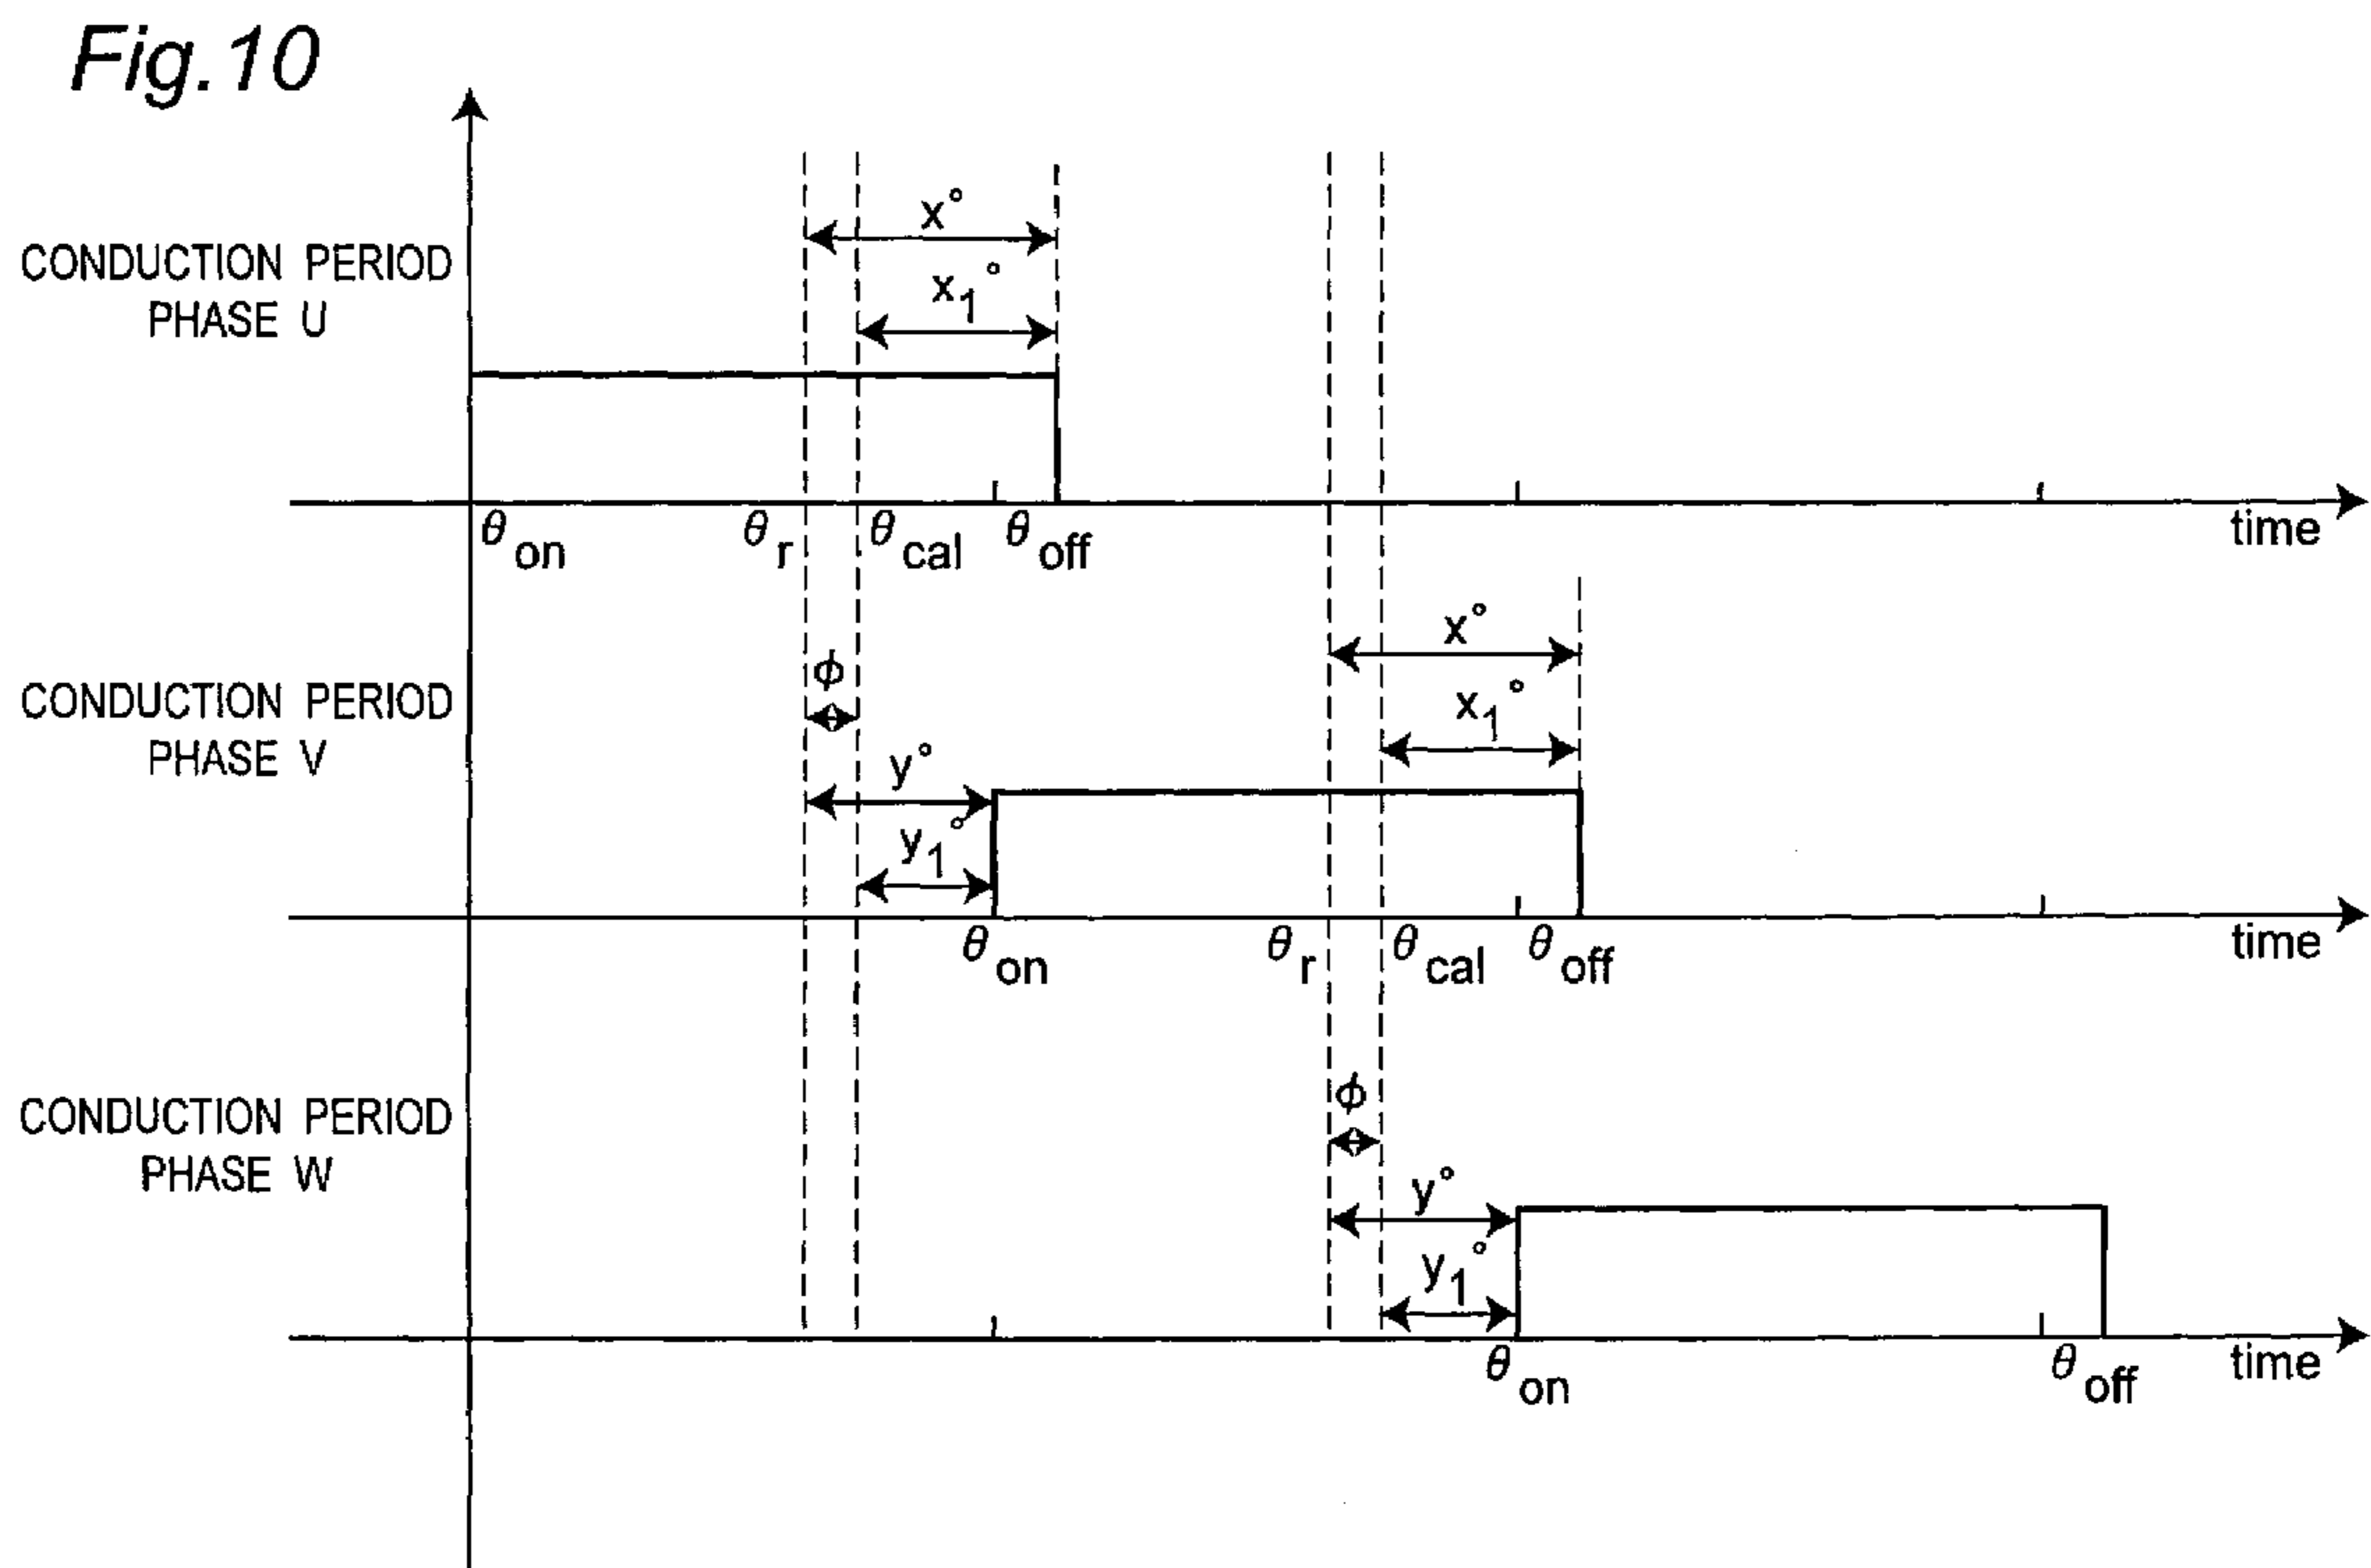 Fig.10
x°
CONDUCTION PERIOD
PHASE U
x₁°
θon
θr
θcal
θoff
time
x°
ϕ
CONDUCTION PERIOD
PHASE V
x₁°
y°
y₁°
θon
θr
θcal
θoff
time
ϕ
CONDUCTION PERIOD
PHASE W
y°
y₁°
θon
θoff
time